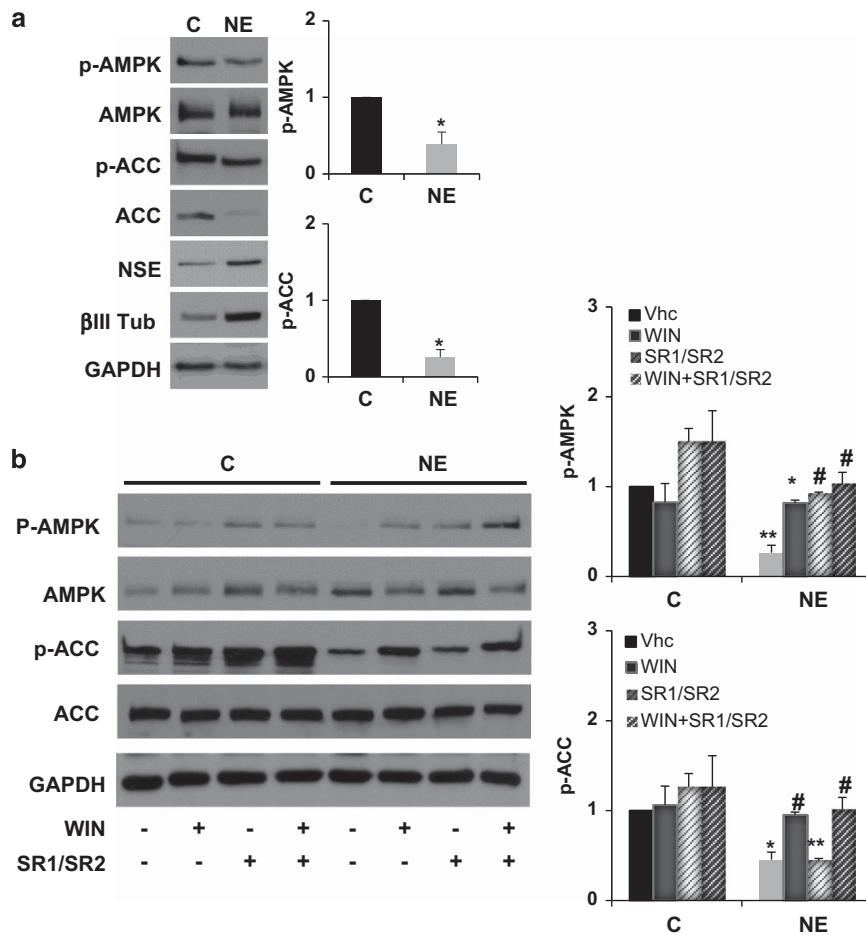 a
C NE
p-AMPK
AMPK
p-ACC
ACC
NSE
βIII Tub
GAPDH
p-AMPK
2
1
0
*
C NE
p-ACC
2
1
0
*
C NE
b
C NE
P-AMPK
AMPK
p-ACC
ACC
GAPDH
WIN - + - + - + - +
SR1/SR2 - - + + - - + +
p-AMPK
3
2
1
0
Vhc
WIN
SR1/SR2
WIN+SR1/SR2
** * # #
C NE
p-ACC
3
2
1
0
Vhc
WIN
SR1/SR2
WIN+SR1/SR2
* # ** #
C NE